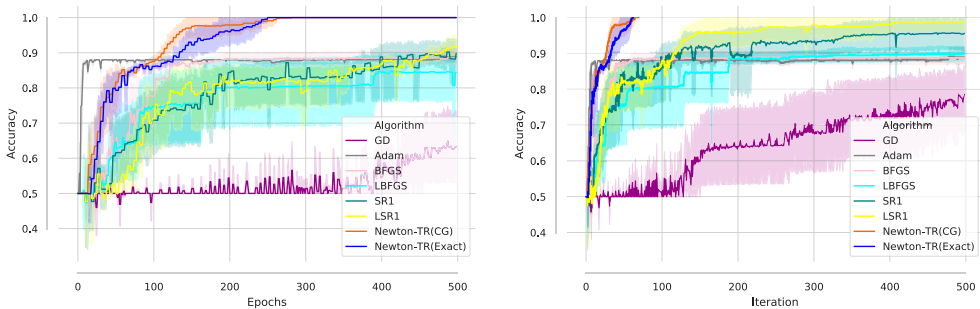 1.0
0.9
0.8
0.7
0.6
0.5
0.4
Accuracy
0
100
200
300
400
500
Epochs
Algorithm
GD
Adam
BFGS
LBFGS
SR1
LSR1
Newton-TR(CG)
Newton-TR(Exact)
1.0
0.9
0.8
0.7
0.6
0.5
0.4
Accuracy
0
100
200
300
400
500
Iteration
Algorithm
GD
Adam
BFGS
LBFGS
SR1
LSR1
Newton-TR(CG)
Newton-TR(Exact)